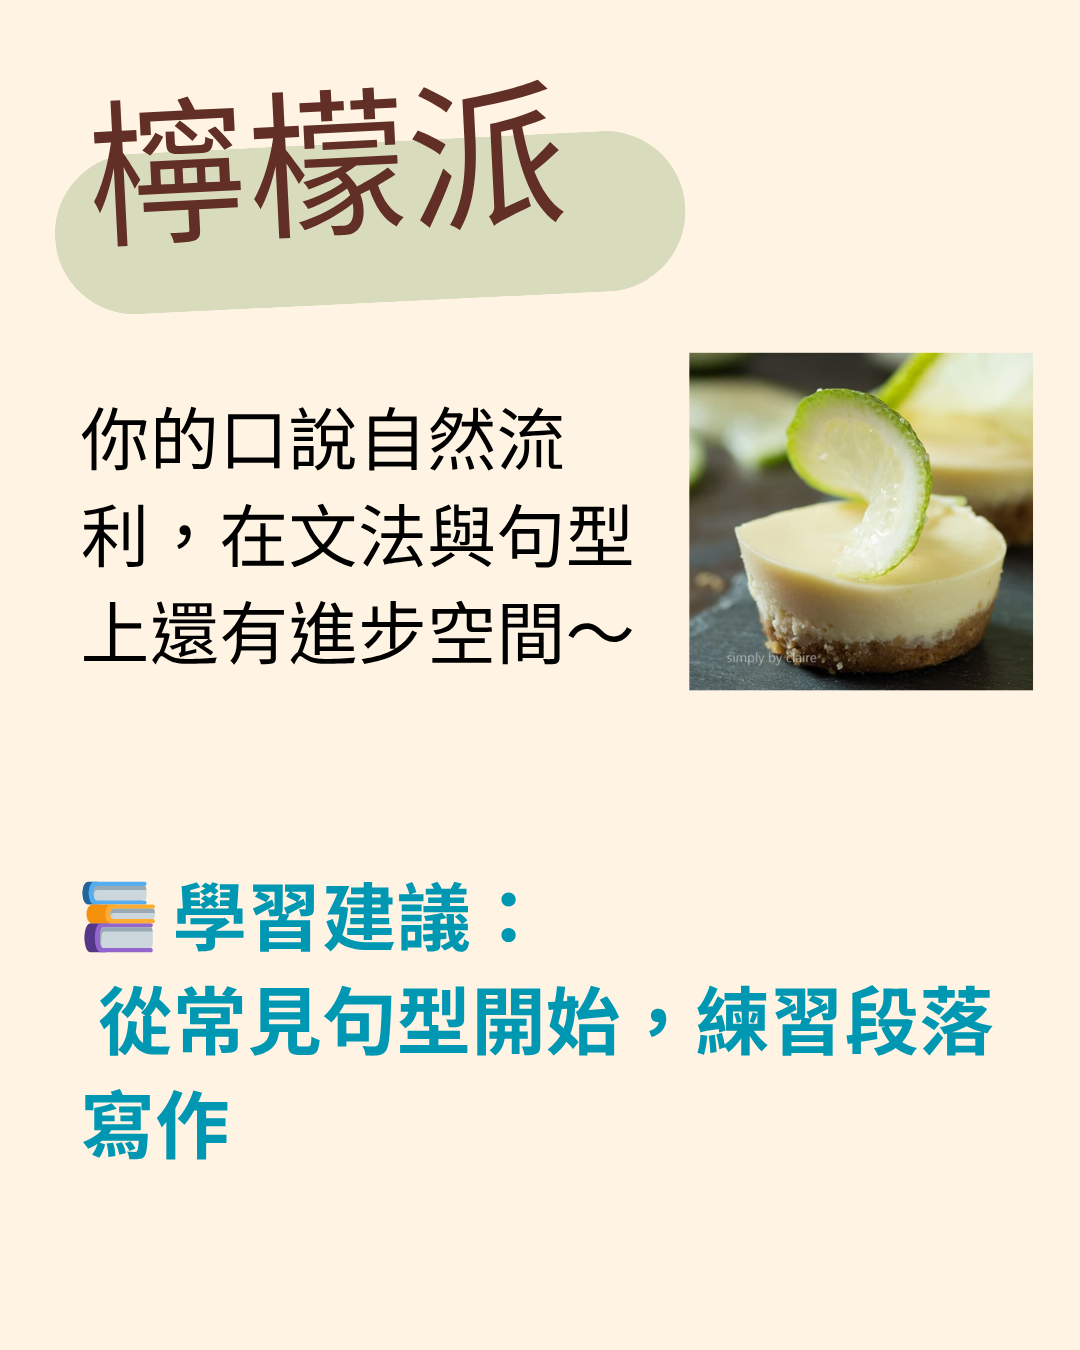 檸檬派
你的口說自然流
利，在文法與句型
上還有進步空間～
simply by claire
📚 學習建議：
從常見句型開始，練習段落
寫作